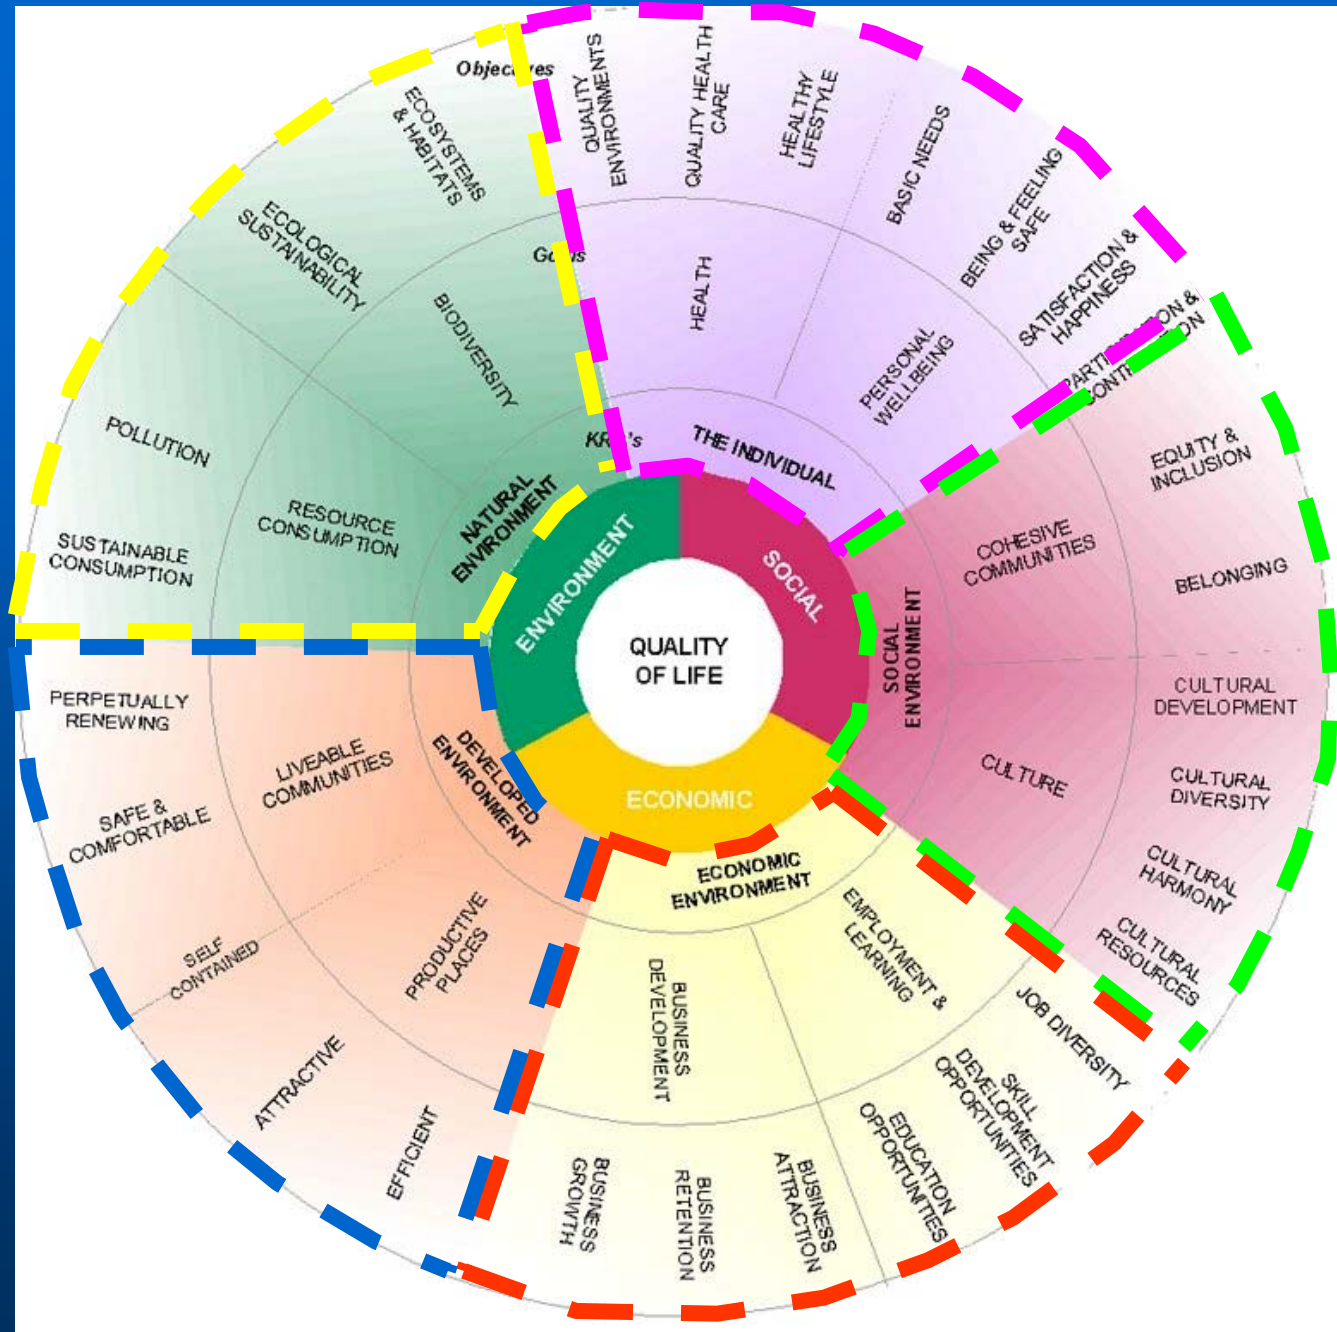 QUALITY
OF LIFE
ENVIRONMENT
SOCIAL
ECONOMIC
NATURAL
ENVIRONMENT
THE INDIVIDUAL
SOCIAL
ENVIRONMENT
ECONOMIC
ENVIRONMENT
DEVELOPED
ENVIRONMENT
BIODIVERSITY
RESOURCE
CONSUMPTION
HEALTH
PERSONAL
WELLBEING
COHESIVE
COMMUNITIES
CULTURE
EMPLOYMENT &
LEARNING
BUSINESS
DEVELOPMENT
PRODUCTIVE
PLACES
LIVEABLE
COMMUNITIES
ECOSYSTEMS
& HABITATS
ECOLOGICAL
SUSTAINABILITY
POLLUTION
SUSTAINABLE
CONSUMPTION
QUALITY
ENVIRONMENTS
QUALITY HEALTH
CARE
HEALTHY
LIFESTYLE
BASIC NEEDS
BEING & FEELING
SAFE
SATISFACTION &
HAPPINESS
EQUITY &
INCLUSION
BELONGING
CULTURAL
DEVELOPMENT
CULTURAL
DIVERSITY
CULTURAL
HARMONY
CULTURAL
RESOURCES
JOB DIVERSITY
SKILL
DEVELOPMENT
OPPORTUNITIES
EDUCATION
OPPORTUNITIES
BUSINESS
ATTRACTION
BUSINESS
RETENTION
BUSINESS
GROWTH
EFFICIENT
ATTRACTIVE
SELF
CONTAINED
SAFE &
COMFORTABLE
PERPETUALLY
RENEWING